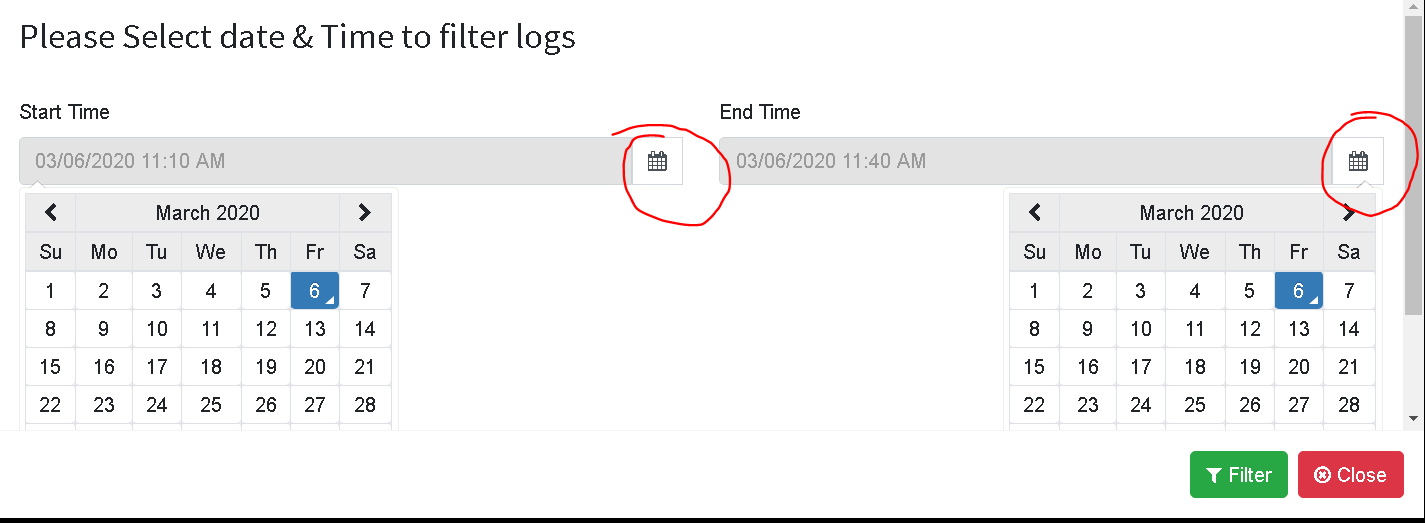 Please Select date & Time to filter logs
Start Time
End Time
03/06/2020 11:10 AM
03/06/2020 11:40 AM
March 2020
Su Mo Tu We Th Fr Sa
1 2 3 4 5 6 7
8 9 10 11 12 13 14
15 16 17 18 19 20 21
22 23 24 25 26 27 28
March 2020
Su Mo Tu We Th Fr Sa
1 2 3 4 5 6 7
8 9 10 11 12 13 14
15 16 17 18 19 20 21
22 23 24 25 26 27 28
Filter
Close